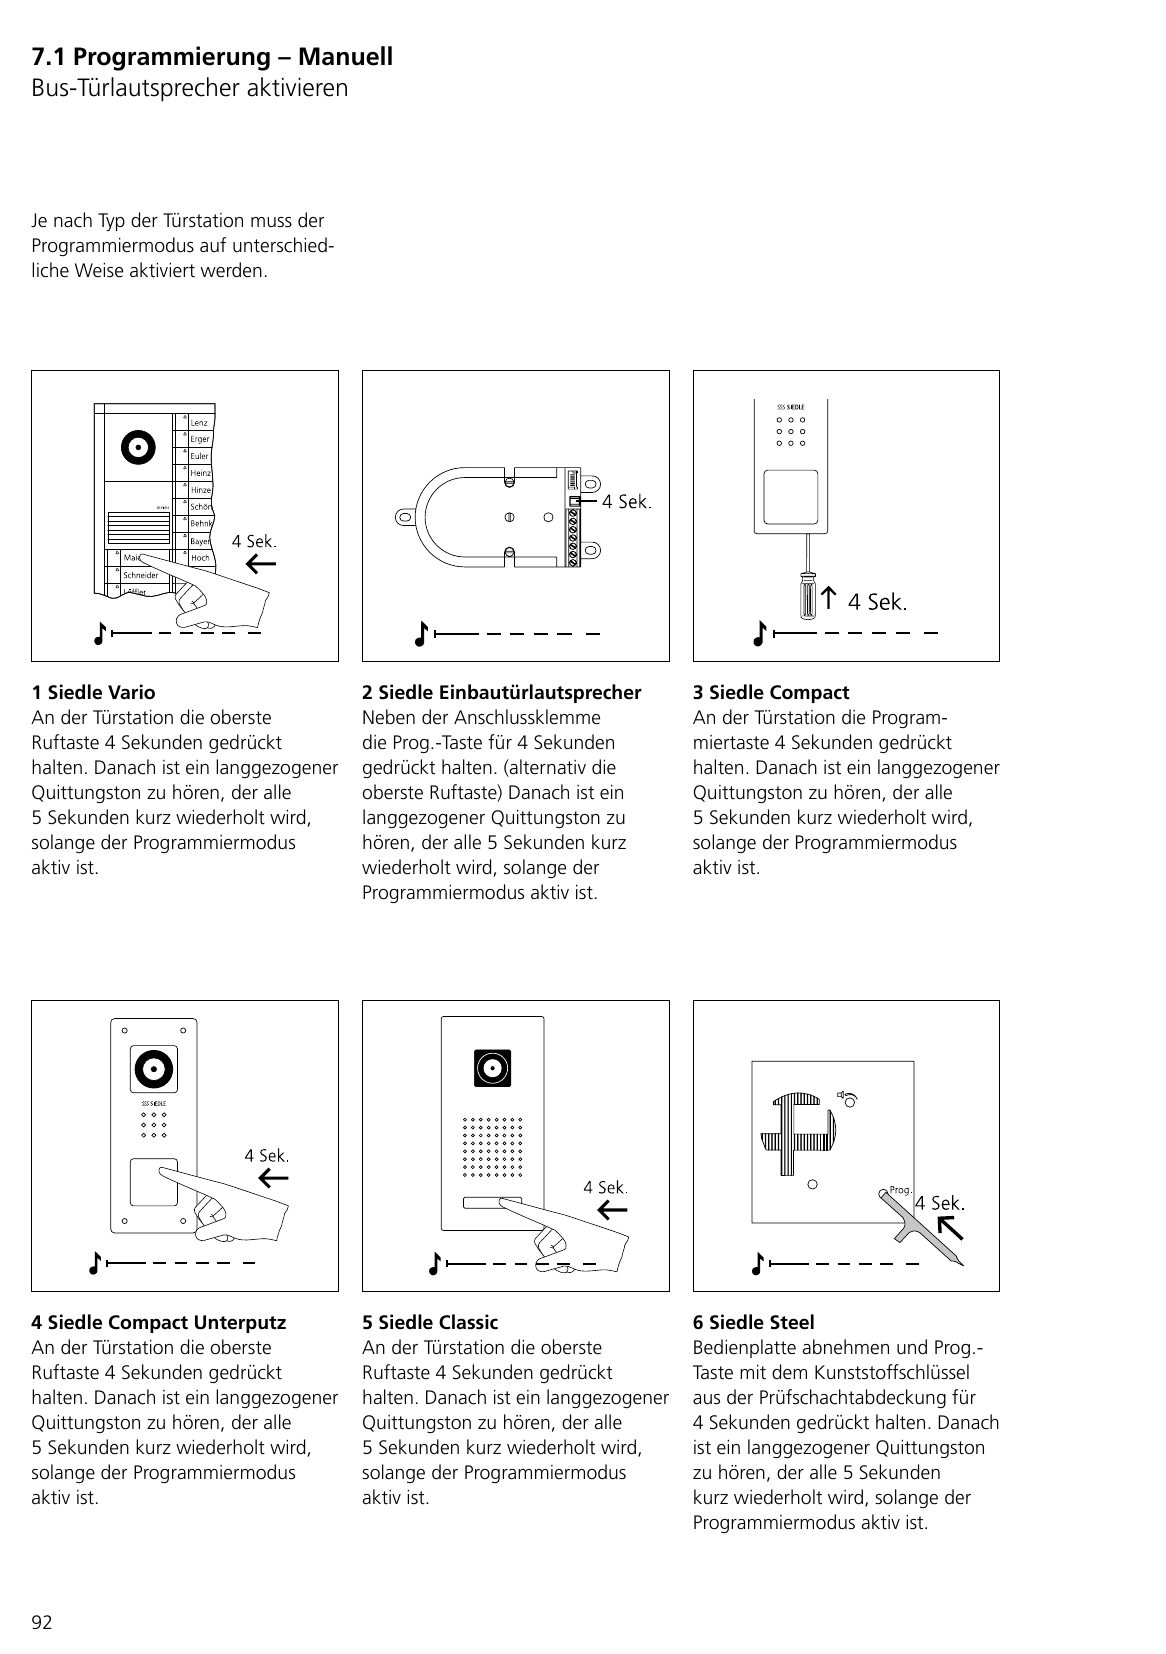 7.1 Programmierung – Manuell
Bus-Türlautsprecher aktivieren
Je nach Typ der Türstation muss der
Programmiermodus auf unterschied-
liche Weise aktiviert werden.
Lenz
Erger
Euler
Heinz
Hinze
Schön
Behnk
Bayer
Hoch
Mai
Schneider
Löffler
4 Sek.
4 Sek.
SSS SIEDLE
4 Sek.
1 Siedle Vario
An der Türstation die oberste
Ruftaste 4 Sekunden gedrückt
halten. Danach ist ein langgezogener
Quittungston zu hören, der alle
5 Sekunden kurz wiederholt wird,
solange der Programmiermodus
aktiv ist.
2 Siedle Einbautürlautsprecher
Neben der Anschlussklemme
die Prog.-Taste für 4 Sekunden
gedrückt halten. (alternativ die
oberste Ruftaste) Danach ist ein
langgezogener Quittungston zu
hören, der alle 5 Sekunden kurz
wiederholt wird, solange der
Programmiermodus aktiv ist.
3 Siedle Compact
An der Türstation die Program-
miertaste 4 Sekunden gedrückt
halten. Danach ist ein langgezogener
Quittungston zu hören, der alle
5 Sekunden kurz wiederholt wird,
solange der Programmiermodus
aktiv ist.
SSS SIEDLE
4 Sek.
4 Sek.
Prog.
4 Sek.
4 Siedle Compact Unterputz
An der Türstation die oberste
Ruftaste 4 Sekunden gedrückt
halten. Danach ist ein langgezogener
Quittungston zu hören, der alle
5 Sekunden kurz wiederholt wird,
solange der Programmiermodus
aktiv ist.
5 Siedle Classic
An der Türstation die oberste
Ruftaste 4 Sekunden gedrückt
halten. Danach ist ein langgezogener
Quittungston zu hören, der alle
5 Sekunden kurz wiederholt wird,
solange der Programmiermodus
aktiv ist.
6 Siedle Steel
Bedienplatte abnehmen und Prog.-
Taste mit dem Kunststoffschlüssel
aus der Prüfschachtabdeckung für
4 Sekunden gedrückt halten. Danach
ist ein langgezogener Quittungston
zu hören, der alle 5 Sekunden
kurz wiederholt wird, solange der
Programmiermodus aktiv ist.
92